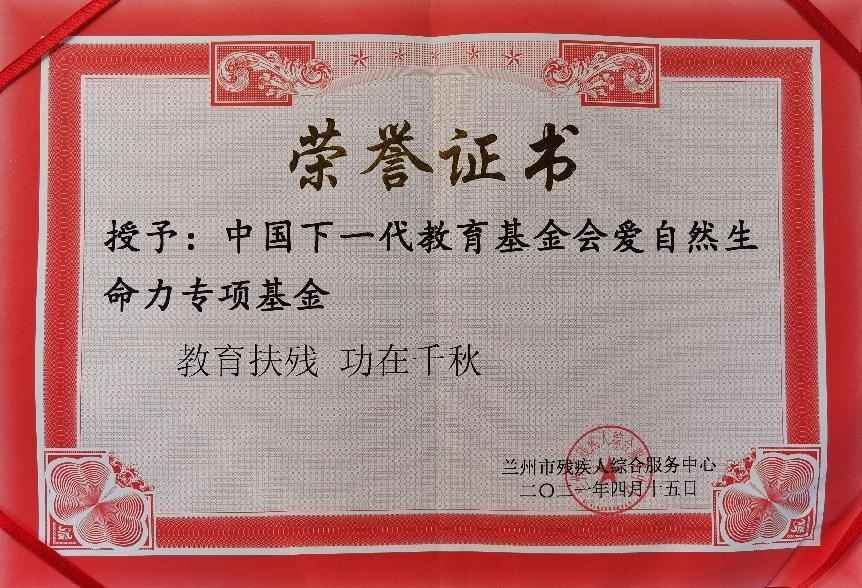 荣誉证书
授予：中国下一代教育基金会爱自然生
命力专项基金
教育扶残 功在千秋
兰州市残疾人综合服务中心
二〇二一年四月十五日